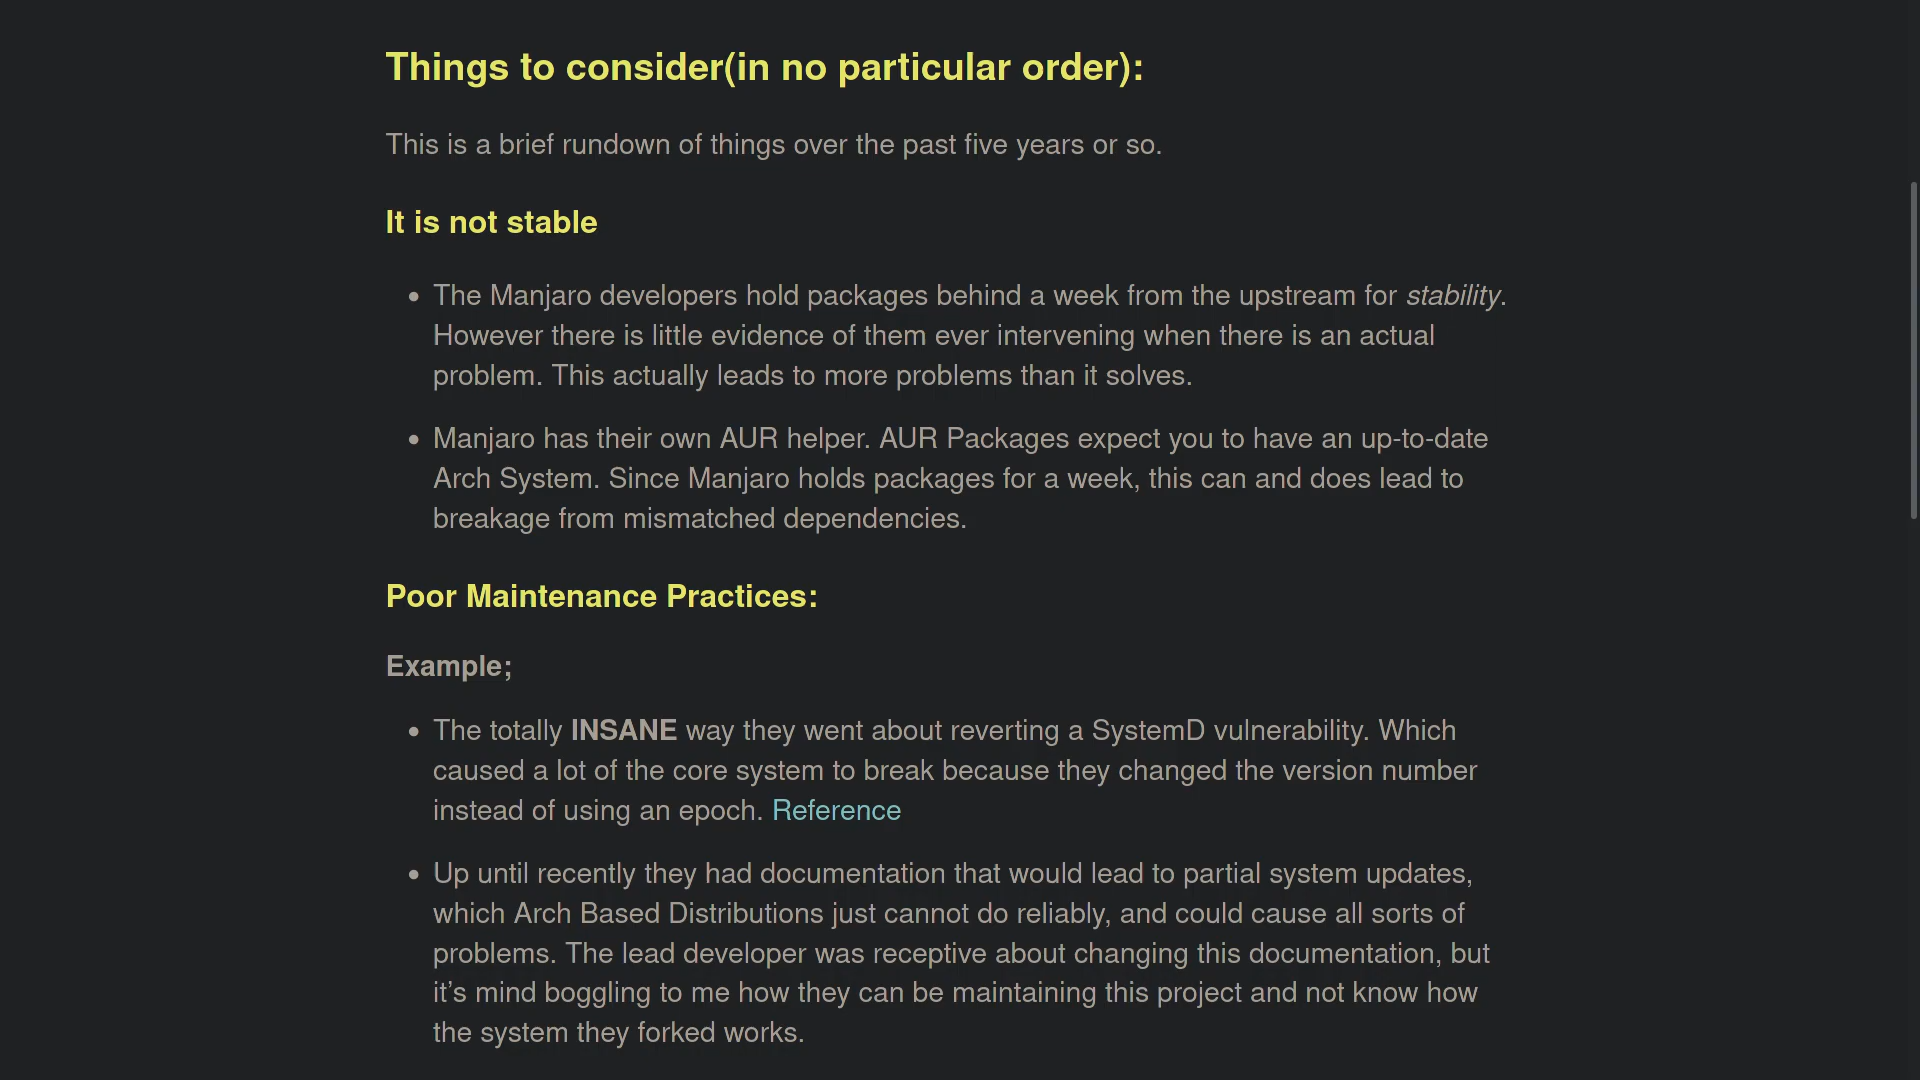 Things to consider(in no particular order):
This is a brief rundown of things over the past five years or so.
It is not stable
• The Manjaro developers hold packages behind a week from the upstream for stability.
However there is little evidence of them ever intervening when there is an actual
problem. This actually leads to more problems than it solves.
• Manjaro has their own AUR helper. AUR Packages expect you to have an up-to-date
Arch System. Since Manjaro holds packages for a week, this can and does lead to
breakage from mismatched dependencies.
Poor Maintenance Practices:
Example;
• The totally INSANE way they went about reverting a SystemD vulnerability. Which
caused a lot of the core system to break because they changed the version number
instead of using an epoch. Reference
• Up until recently they had documentation that would lead to partial system updates,
which Arch Based Distributions just cannot do reliably, and could cause all sorts of
problems. The lead developer was receptive about changing this documentation, but
it’s mind boggling to me how they can be maintaining this project and not know how
the system they forked works.